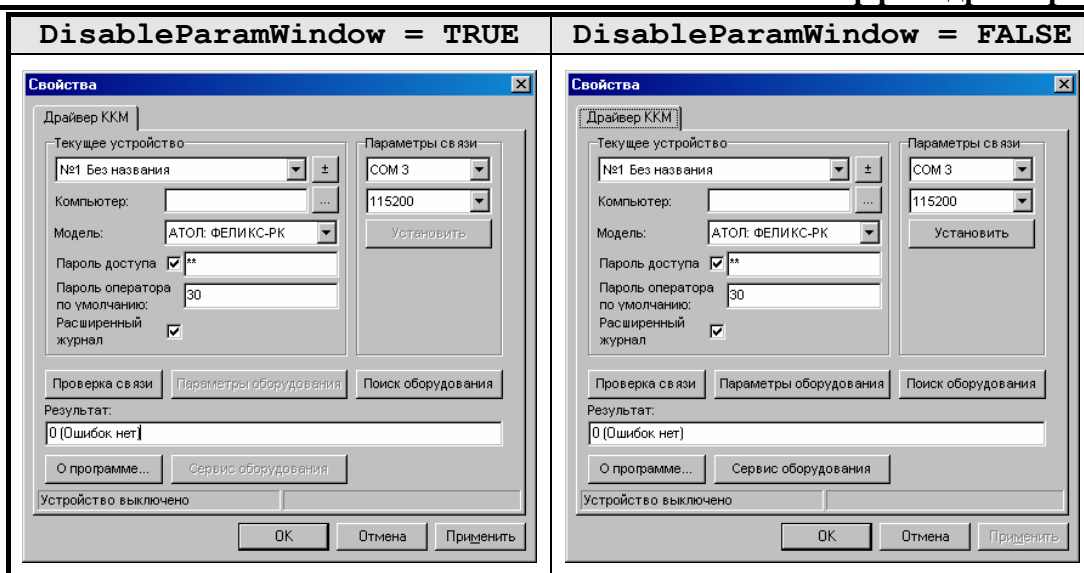 DisableParamWindow = TRUE
Свойства
Драйвер ККМ
Текущее устройство
№1 Без названия
±
Компьютер:
...
Модель:
АТОЛ: ФЕЛИКС-РК
Пароль доступа
**
Пароль оператора
по умолчанию:
30
Расширенный
журнал
Параметры связи
COM 3
115200
Установить
Проверка связи
Параметры оборудования
Поиск оборудования
Результат:
0 (Ошибок нет)
О программе...
Сервис оборудования
Устройство выключено
OK
Отмена
Применить
DisableParamWindow = FALSE
Свойства
Драйвер ККМ
Текущее устройство
№1 Без названия
±
Компьютер:
...
Модель:
АТОЛ: ФЕЛИКС-РК
Пароль доступа
**
Пароль оператора
по умолчанию:
30
Расширенный
журнал
Параметры связи
COM 3
115200
Установить
Проверка связи
Параметры оборудования
Поиск оборудования
Результат:
0 (Ошибок нет)
О программе...
Сервис оборудования
Устройство выключено
OK
Отмена
Применить